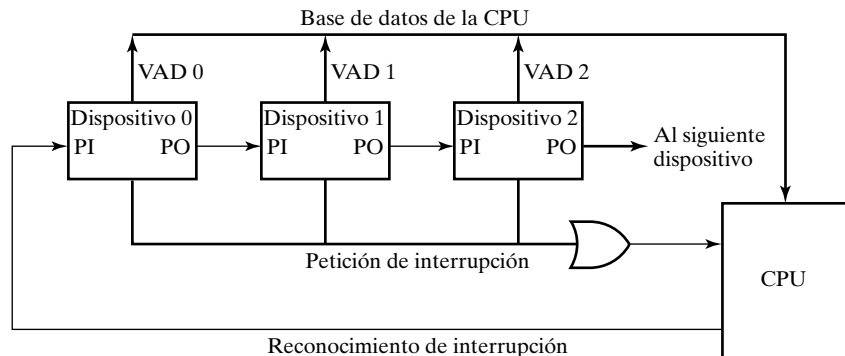 Base de datos de la CPU
VAD 0
VAD 1
VAD 2
Dispositivo 0
PI
PO
Dispositivo 1
PI
PO
Dispositivo 2
PI
PO
Al siguiente
dispositivo
Petición de interrupción
CPU
Reconocimiento de interrupción